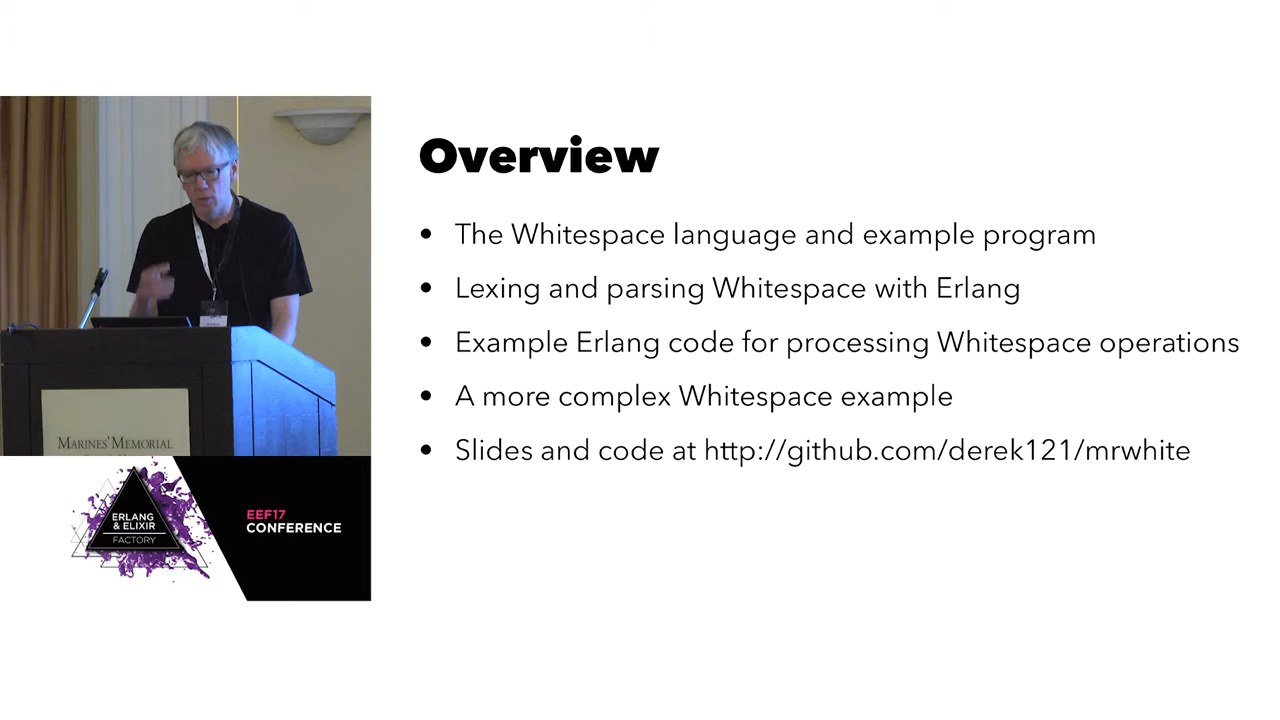 Overview
• The Whitespace language and example program
• Lexing and parsing Whitespace with Erlang
• Example Erlang code for processing Whitespace operations
• A more complex Whitespace example
• Slides and code at http://github.com/derek121/mrwhite
MARINES' MEMORIAL
ERLANG
& ELIXIR
FACTORY
EEF17
CONFERENCE